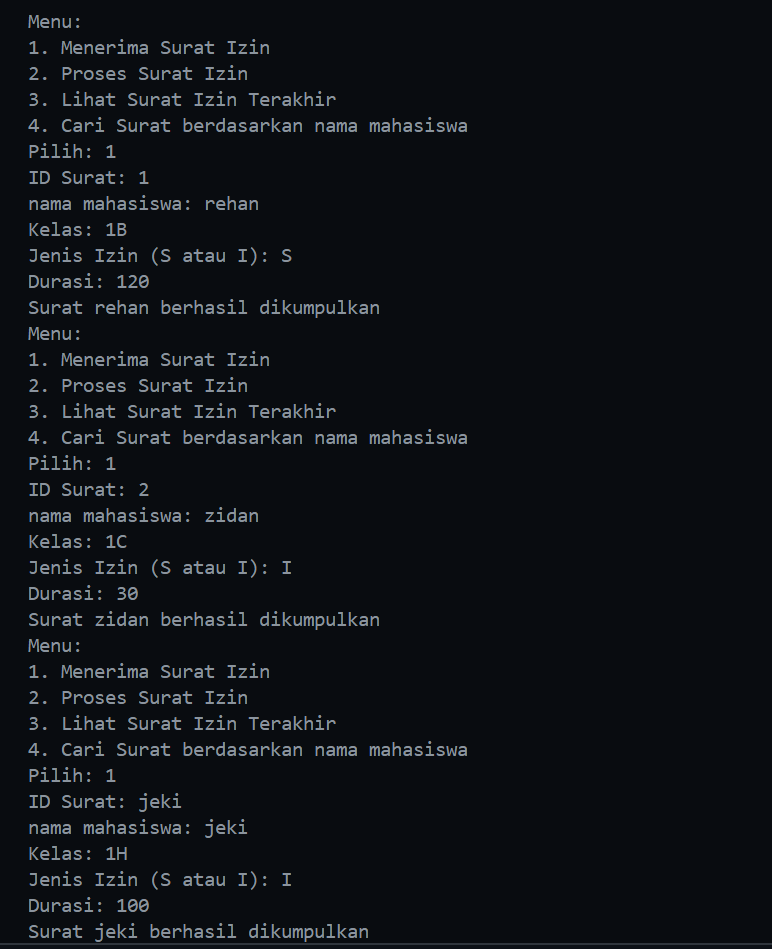 Menu:
1. Menerima Surat Izin
2. Proses Surat Izin
3. Lihat Surat Izin Terakhir
4. Cari Surat berdasarkan nama mahasiswa
Pilih: 1
ID Surat: 1
nama mahasiswa: rehan
Kelas: 1B
Jenis Izin (S atau I): S
Durasi: 120
Surat rehan berhasil dikumpulkan
Menu:
1. Menerima Surat Izin
2. Proses Surat Izin
3. Lihat Surat Izin Terakhir
4. Cari Surat berdasarkan nama mahasiswa
Pilih: 1
ID Surat: 2
nama mahasiswa: zidan
Kelas: 1C
Jenis Izin (S atau I): I
Durasi: 30
Surat zidan berhasil dikumpulkan
Menu:
1. Menerima Surat Izin
2. Proses Surat Izin
3. Lihat Surat Izin Terakhir
4. Cari Surat berdasarkan nama mahasiswa
Pilih: 1
ID Surat: jeki
nama mahasiswa: jeki
Kelas: 1H
Jenis Izin (S atau I): I
Durasi: 100
Surat jeki berhasil dikumpulkan